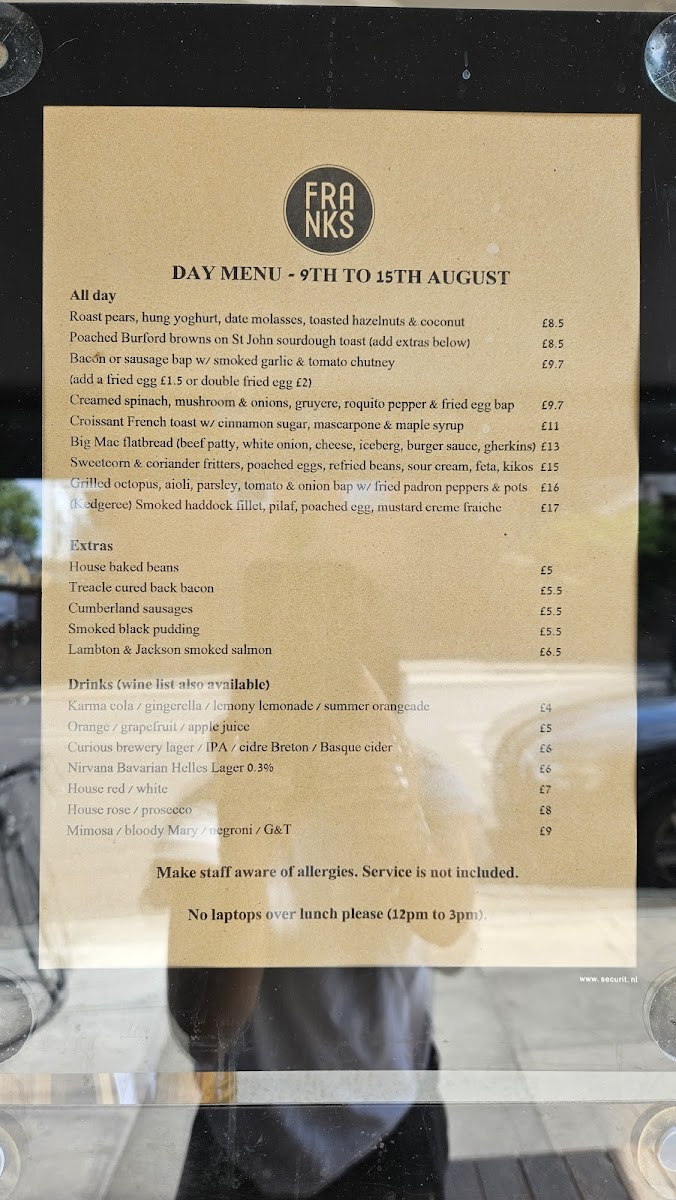 FRA
NKS
DAY MENU - 9TH TO 15TH AUGUST
All day
Roast pears, hung yoghurt, date molasses, toasted hazelnuts & coconut £8.5
Poached Burford browns on St John sourdough toast (add extras below) £8.5
Bacon or sausage bap w/ smoked garlic & tomato chutney £9.7
(add a fried egg £1.5 or double fried egg £2)
Creamed spinach, mushroom & onions, gruyere, roquito pepper & fried egg bap £9.7
Croissant French toast w/ cinnamon sugar, mascarpone & maple syrup £11
Big Mac flatbread (beef patty, white onion, cheese, iceberg, burger sauce, gherkins) £13
Sweetcorn & coriander fritters, poached eggs, refried beans, sour cream, feta, kikos £15
Grilled octopus, aioli, parsley, tomato & onion bap w/ fried padron peppers & pots £16
(Kedgeree) Smoked haddock fillet, pilaf, poached egg, mustard creme fraiche £17
Extras
House baked beans £5
Treacle cured back bacon £5.5
Cumberland sausages £5.5
Smoked black pudding £5.5
Lambton & Jackson smoked salmon £6.5
Drinks (wine list also available)
Karma cola / gingerella / lemony lemonade / summer orangeade £4
Orange / grapefruit / apple juice £5
Curious brewery lager / IPA / cidre Breton / Basque cider £6
Nirvana Bavarian Helles Lager 0.3% £6
House red / white £7
House rose / prosecco £8
Mimosa / bloody Mary / negroni / G&T £9
Make staff aware of allergies. Service is not included.
No laptops over lunch please (12pm to 3pm).
www.securit.nl